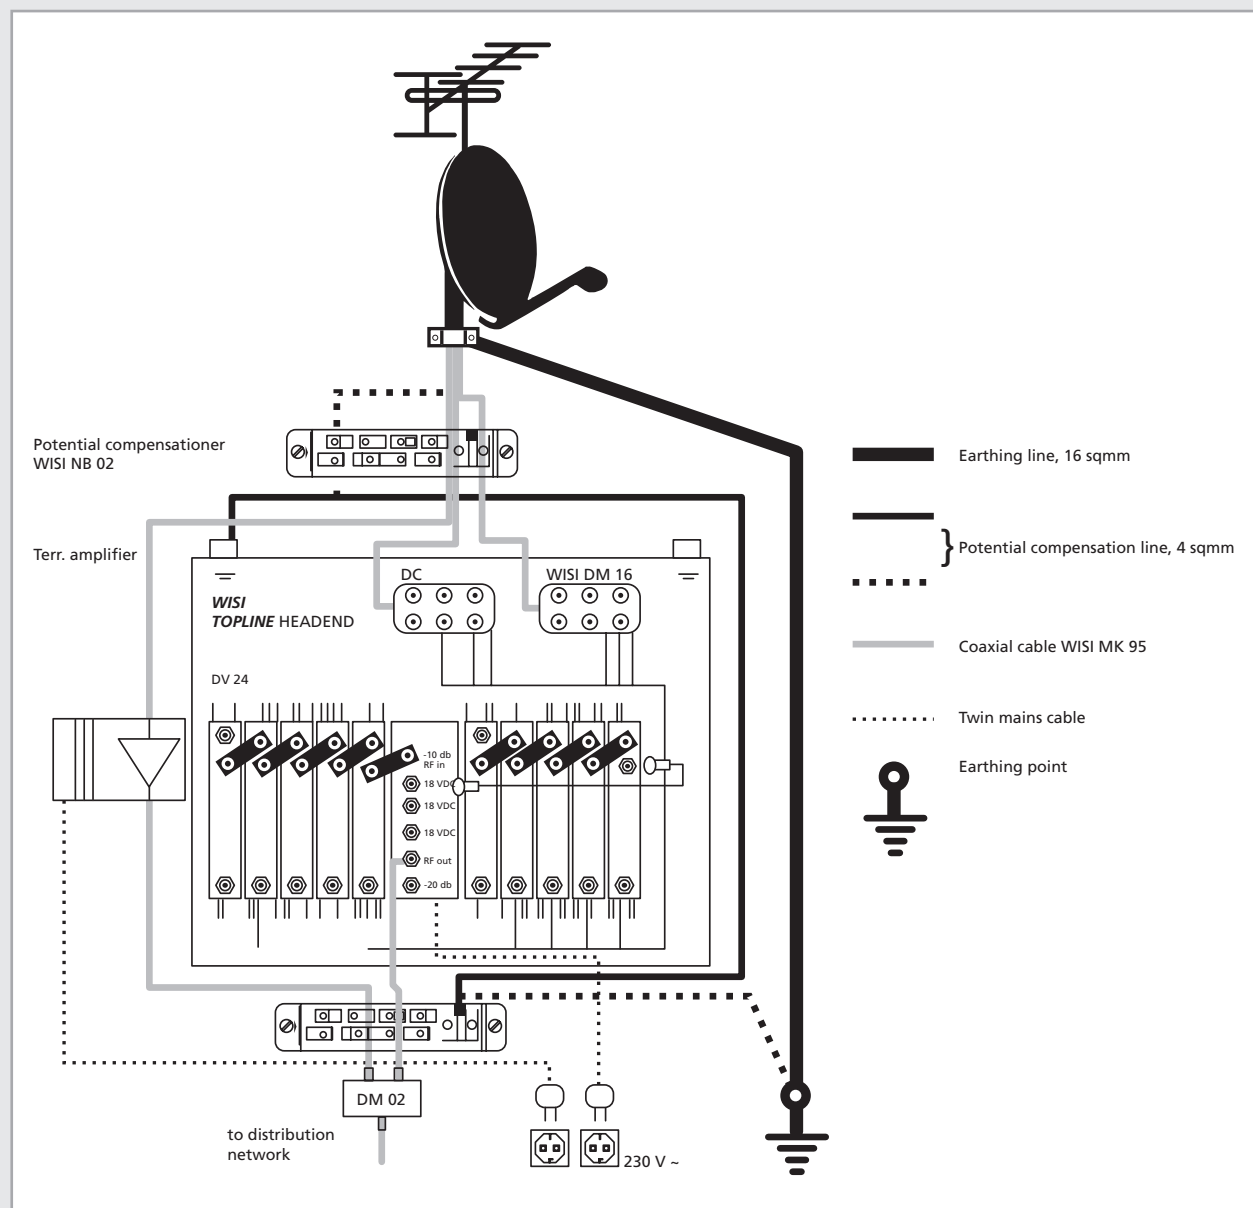 Potential compensationer
WISI NB 02
Earthing line, 16 sqmm
Terr. amplifier
Potential compensation line, 4 sqmm
DC
WISI DM 16
WISI
TOPLINE HEADEND
Coaxial cable WISI MK 95
DV 24
Twin mains cable
-10 db
RF in
Earthing point
18 VDC
18 VDC
18 VDC
RF out
-20 db
DM 02
to distribution
network
230 V ~